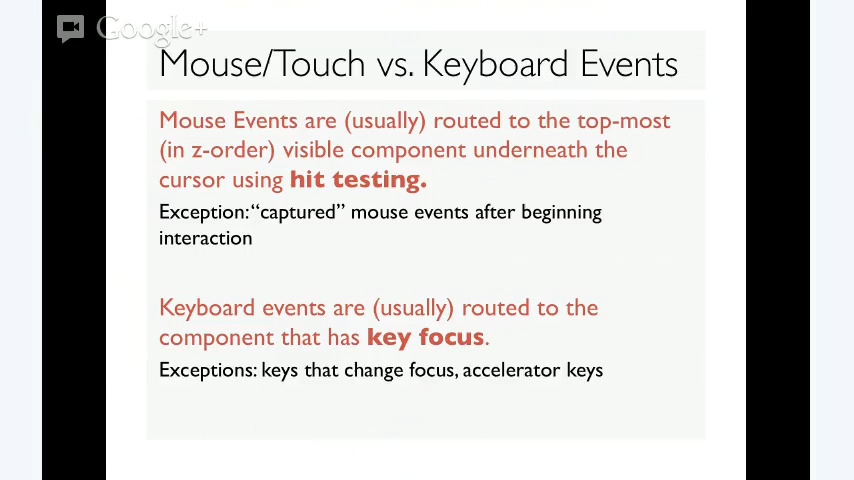 Google+
Mouse/Touch vs. Keyboard Events
Mouse Events are (usually) routed to the top-most
(in z-order) visible component underneath the
cursor using hit testing.
Exception: “captured” mouse events after beginning
interaction
Keyboard events are (usually) routed to the
component that has key focus.
Exceptions: keys that change focus, accelerator keys